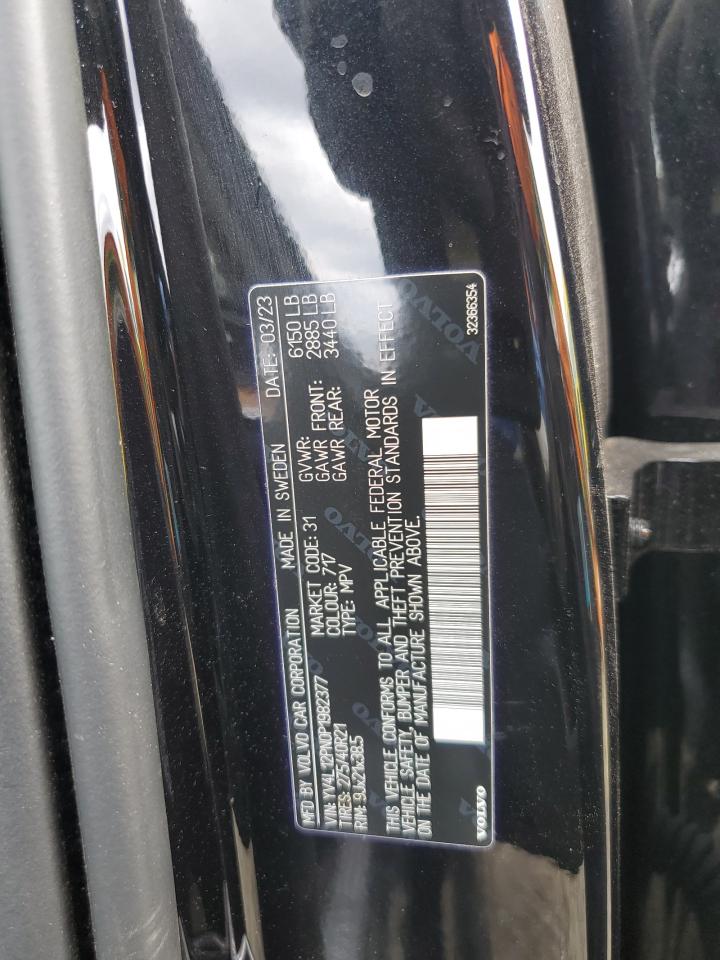 MFD BY VOLVO CAR CORPORATION MADE IN SWEDEN DATE: 03/23
VIN: YV4L12PN0P1982377 MARKET CODE: 31 GVWR: 6150 LB
TIRES: 275/40R21 COLOUR: 717 GAWR FRONT: 2885 LB
RIM: 9Jx21x38.5 TYPE: MPV GAWR REAR: 3440 LB
THIS VEHICLE CONFORMS TO ALL APPLICABLE FEDERAL MOTOR
VEHICLE SAFETY, BUMPER AND THEFT PREVENTION STANDARDS IN EFFECT
ON THE DATE OF MANUFACTURE SHOWN ABOVE.
VOLVO 32366354